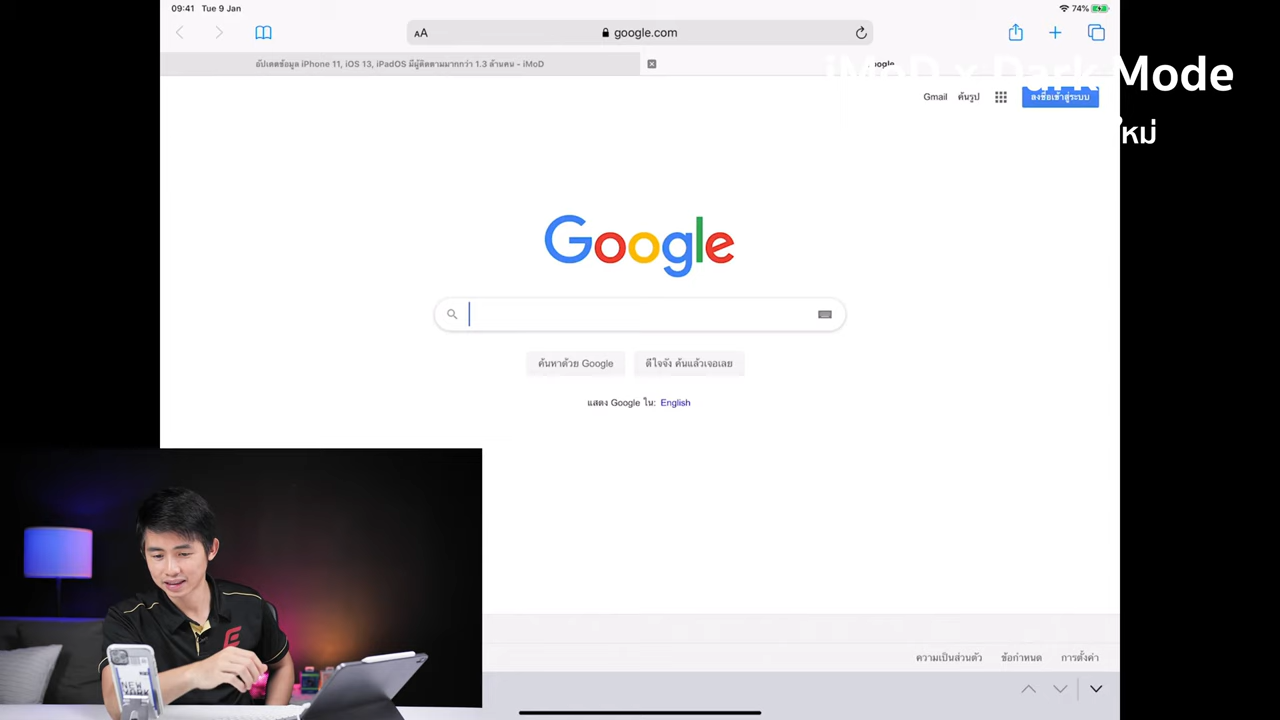 09:41 Tue 9 Jan
74%
AA
google.com
อัปเดตข้อมูล iPhone 11, iOS 13, iPadOS มีผู้ติดตามมากกว่า 1.3 ล้านคน - iMoD
iMoD x Dark Mode
Gmail ค้นรูป
ลงชื่อเข้าสู่ระบบ
Google
ค้นหาด้วย Google
ดีใจจัง ค้นแล้วเจอเลย
แสดง Google ใน: English
NEW YORK
ความเป็นส่วนตัว ข้อกำหนด การตั้งค่า